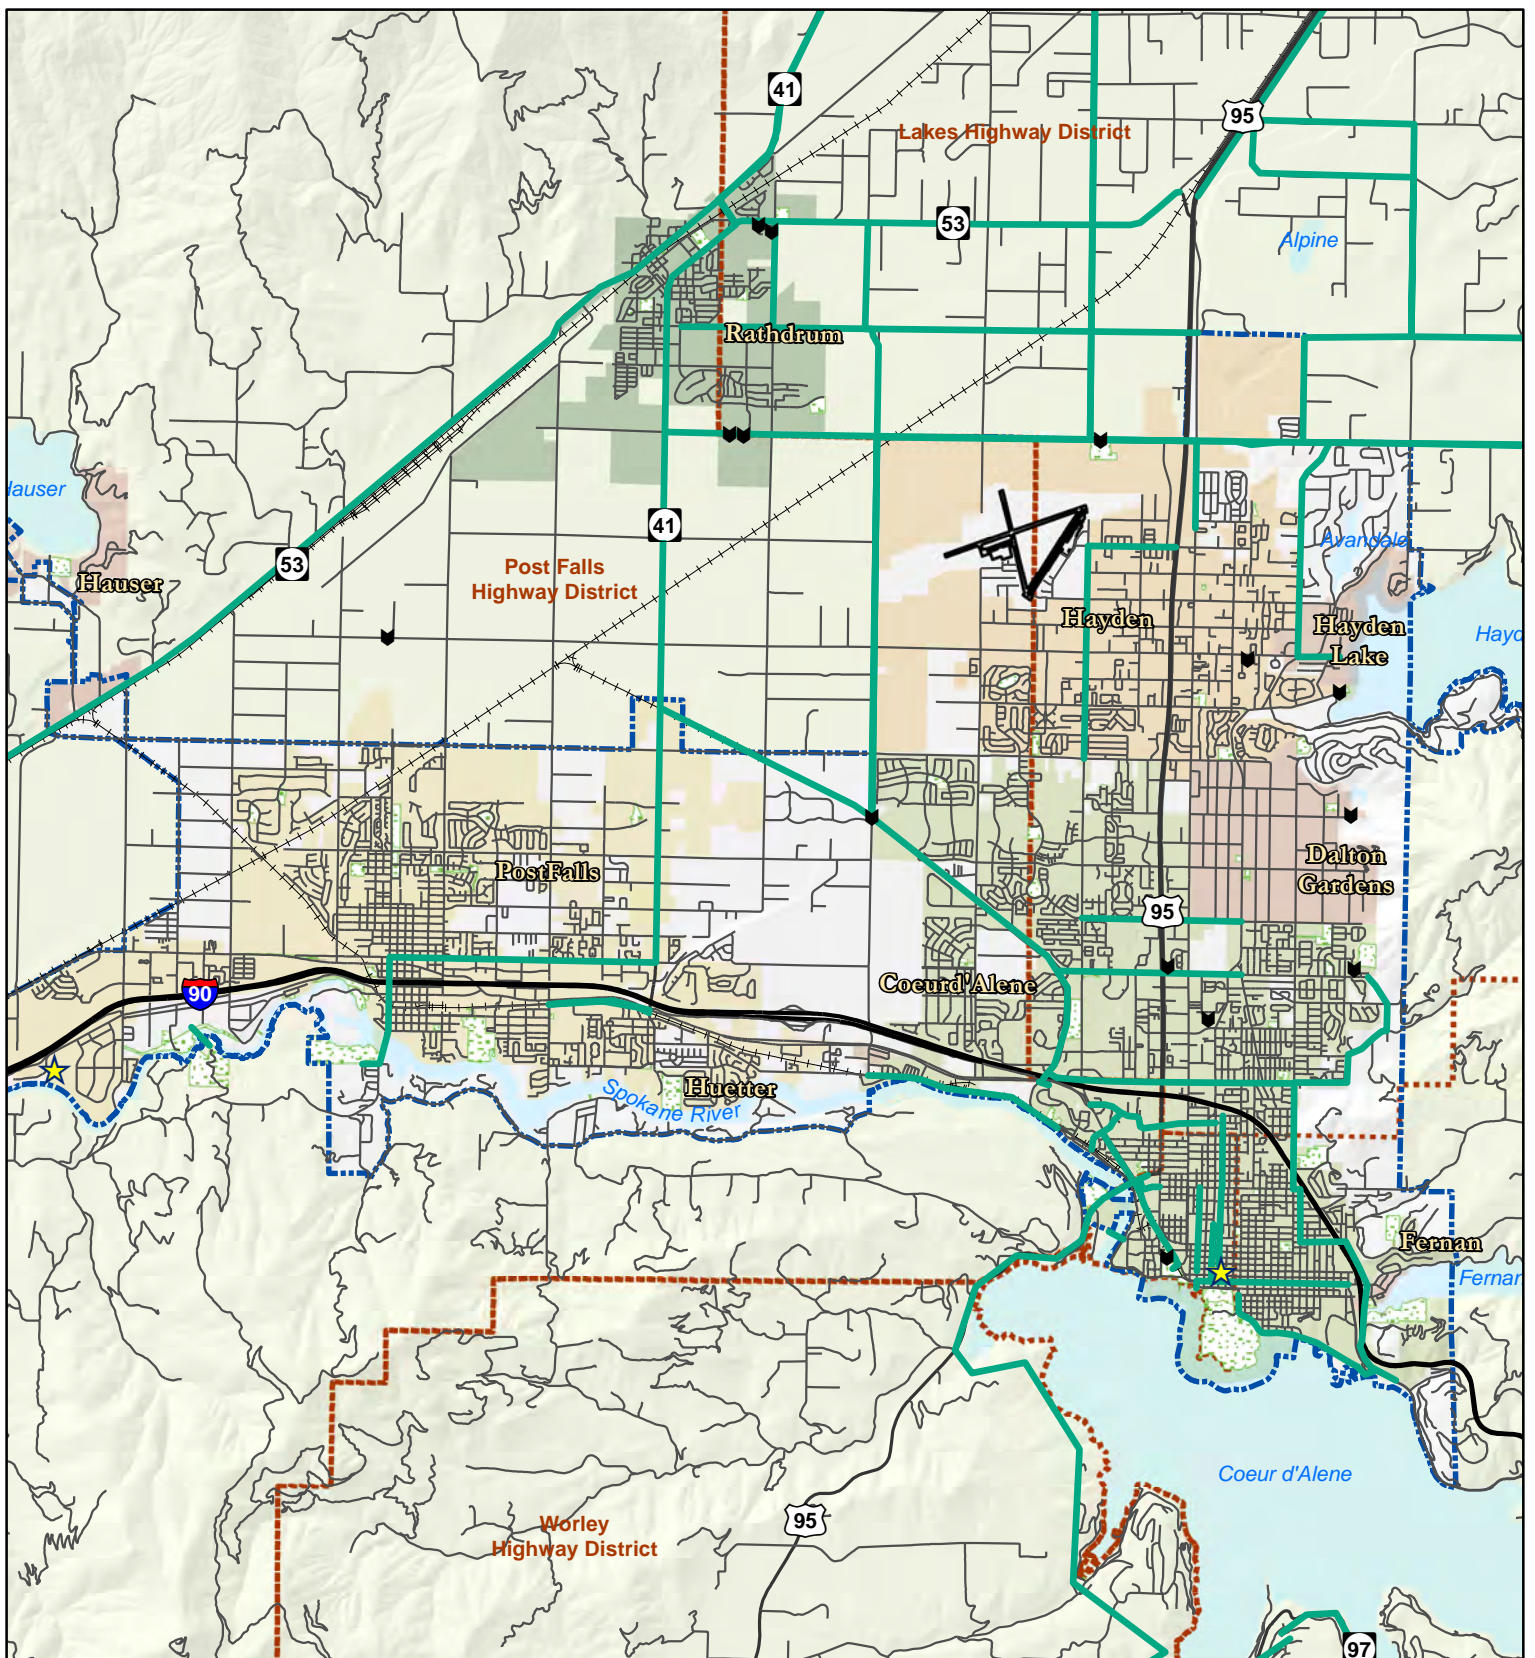 41
95
Lakes Highway District
53
Alpine
Rathdrum
Hauser
41
Avandale
53
Hauser
Post Falls
Highway District
Hayden
Hayden
Lake
Hayd
PostFalls
Dalton
Gardens
95
Coeurd'Alene
90
Huetter
Spokane River
Fernan
Fernan
Coeur d'Alene
95
Worley
Highway District
97